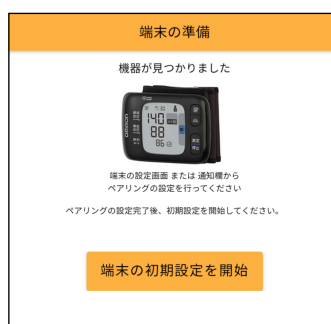 端末の準備
機器が見つかりました
OMRON
7:32
140
88
86
端末の設定画面 または 通知欄から
ペアリングの設定を行ってください
ペアリングの設定完了後、初期設定を開始してください。
端末の初期設定を開始